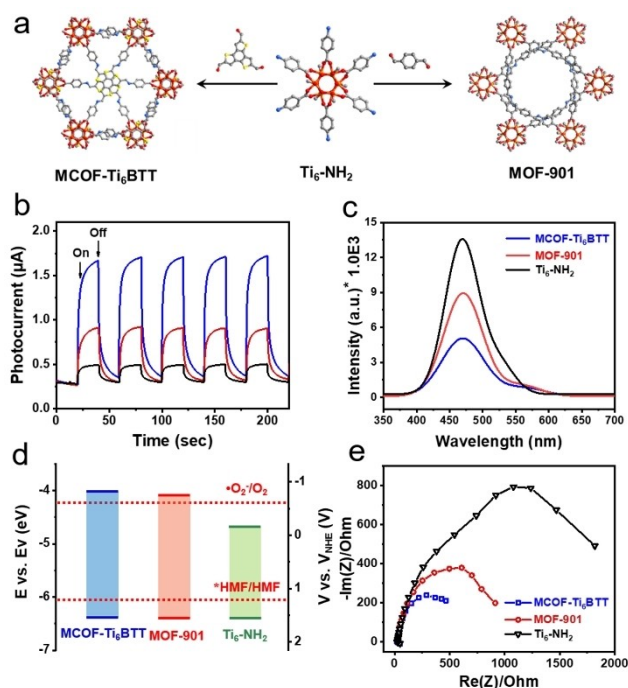 a
MCOF-Ti₆BTT
Ti₆-NH₂
MOF-901
b
Photocurrent (μA)
2.0
1.5
1.0
0.5
0.0
On
Off
0
50
100
150
200
Time (sec)
c
Intensity (a.u.)* 1.0E3
15
12
9
6
3
0
MCOF-Ti₆BTT
MOF-901
Ti₆-NH₂
350 400 450 500 550 600 650 700
Wavelength (nm)
d
E vs. Ev (eV)
-4
-5
-6
-7
•O₂⁻/O₂
*HMF/HMF
MCOF-Ti₆BTT
MOF-901
Ti₆-NH₂
-1
0
1
2
V vs. V_NHE (V)
e
-Im(Z)/Ohm
800
600
400
200
0
MCOF-Ti₆BTT
MOF-901
Ti₆-NH₂
0
500
1000
1500
2000
Re(Z)/Ohm